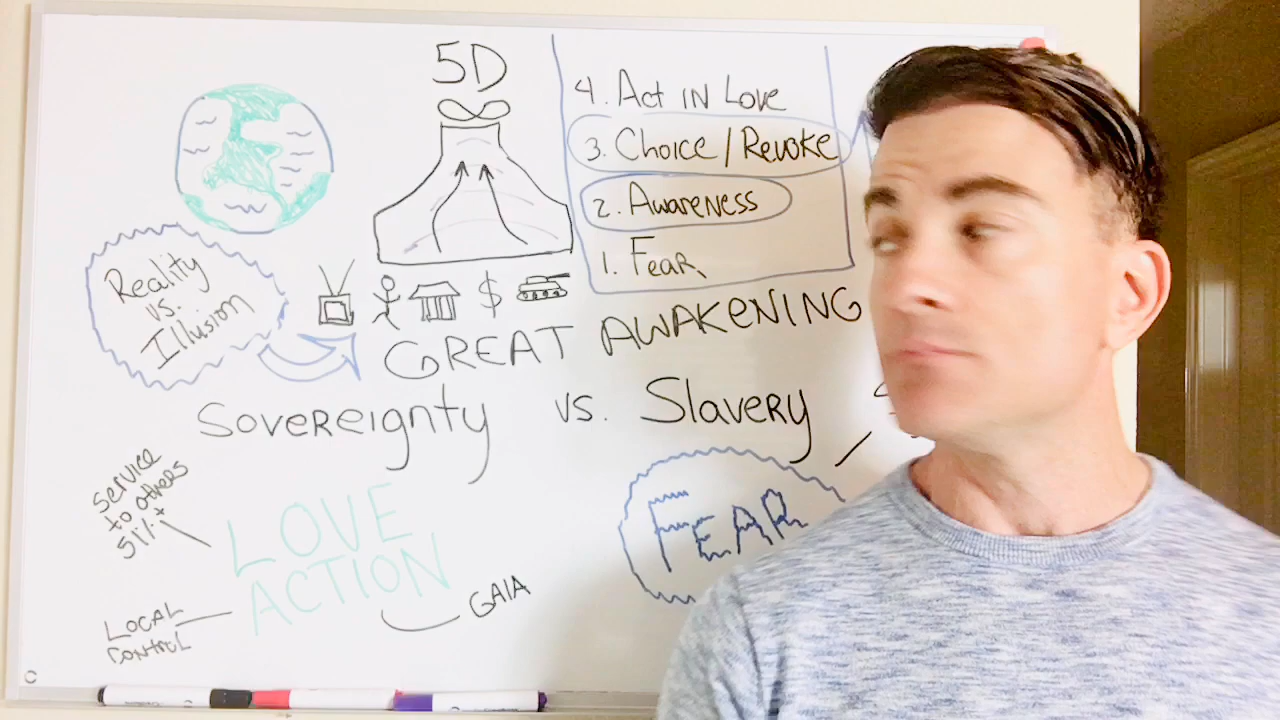 5D
4. Act IN Love
3. Choice / Revoke
2. Awareness
1. Fear
Reality
vs.
Illusion
$
GREAT AWAKENING
Sovereignty vs. Slavery
service
to others
51%+
LOVE
ACTION
FEAR
LOCAL
control
GAIA